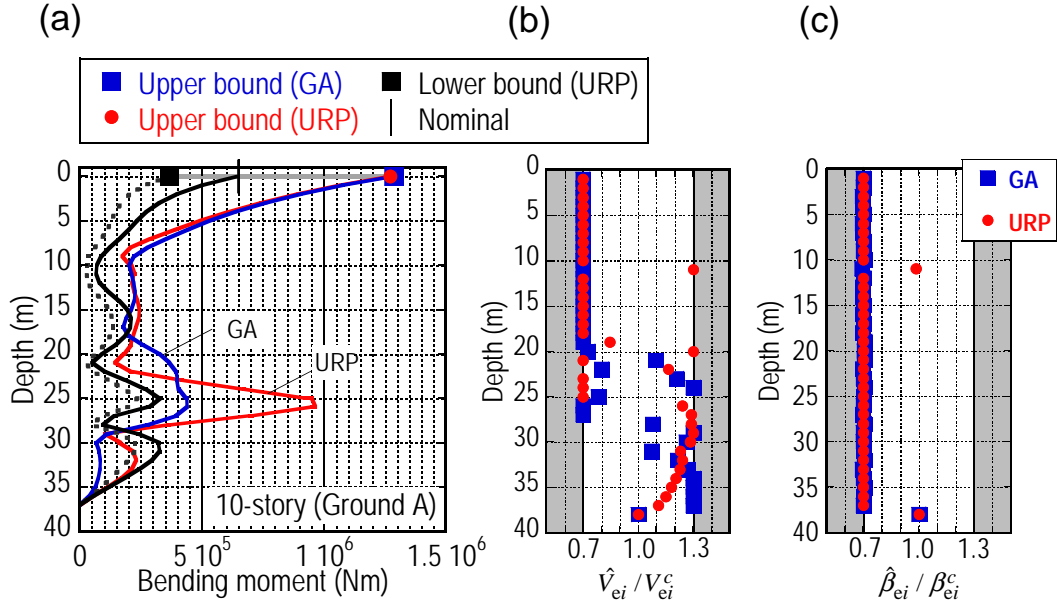 (a)
(b)
(c)
Upper bound (GA)
Lower bound (URP)
Upper bound (URP)
Nominal
0
5
10
15
20
25
30
35
40
Depth (m)
GA
URP
10-story (Ground A)
0
5 10⁵
1 10⁶
1.5 10⁶
Bending moment (Nm)
0
5
10
15
20
25
30
35
40
Depth (m)
0.7
1.0
1.3
V̂ei / Vᶜei
0
5
10
15
20
25
30
35
40
Depth (m)
GA
URP
0.7
1.0
1.3
β̂ei / βᶜei